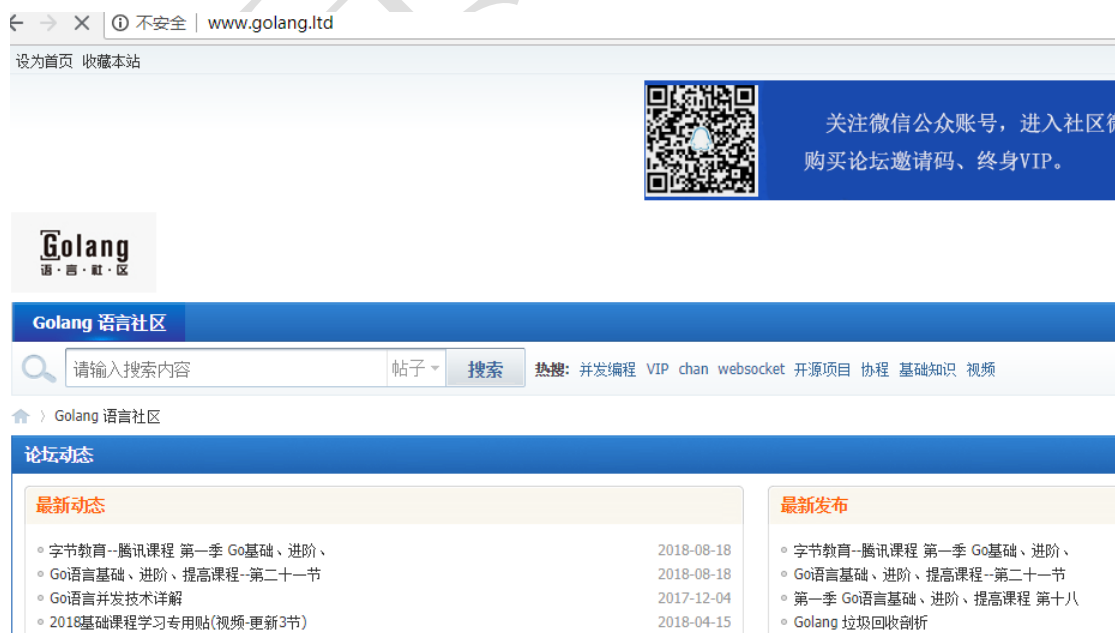 不安全 | www.golang.ltd
设为首页 收藏本站
关注微信公众账号，进入社区
购买论坛邀请码、终身VIP。
Golang
语·言·社·区
Golang 语言社区
请输入搜索内容 帖子 搜索 热搜: 并发编程 VIP chan websocket 开源项目 协程 基础知识 视频
〉Golang 语言社区
论坛动态
最新动态
字节教育--腾讯课程 第一季 Go基础、进阶、 2018-08-18
Go语言基础、进阶、提高课程--第二十一节 2018-08-18
Go语言并发技术详解 2017-12-04
2018基础课程学习专用贴(视频-更新3节) 2018-04-15
最新发布
字节教育--腾讯课程 第一季 Go基础、进阶、
Go语言基础、进阶、提高课程--第二十一节
第一季 Go语言基础、进阶、提高课程 第十八
Golang 垃圾回收剖析